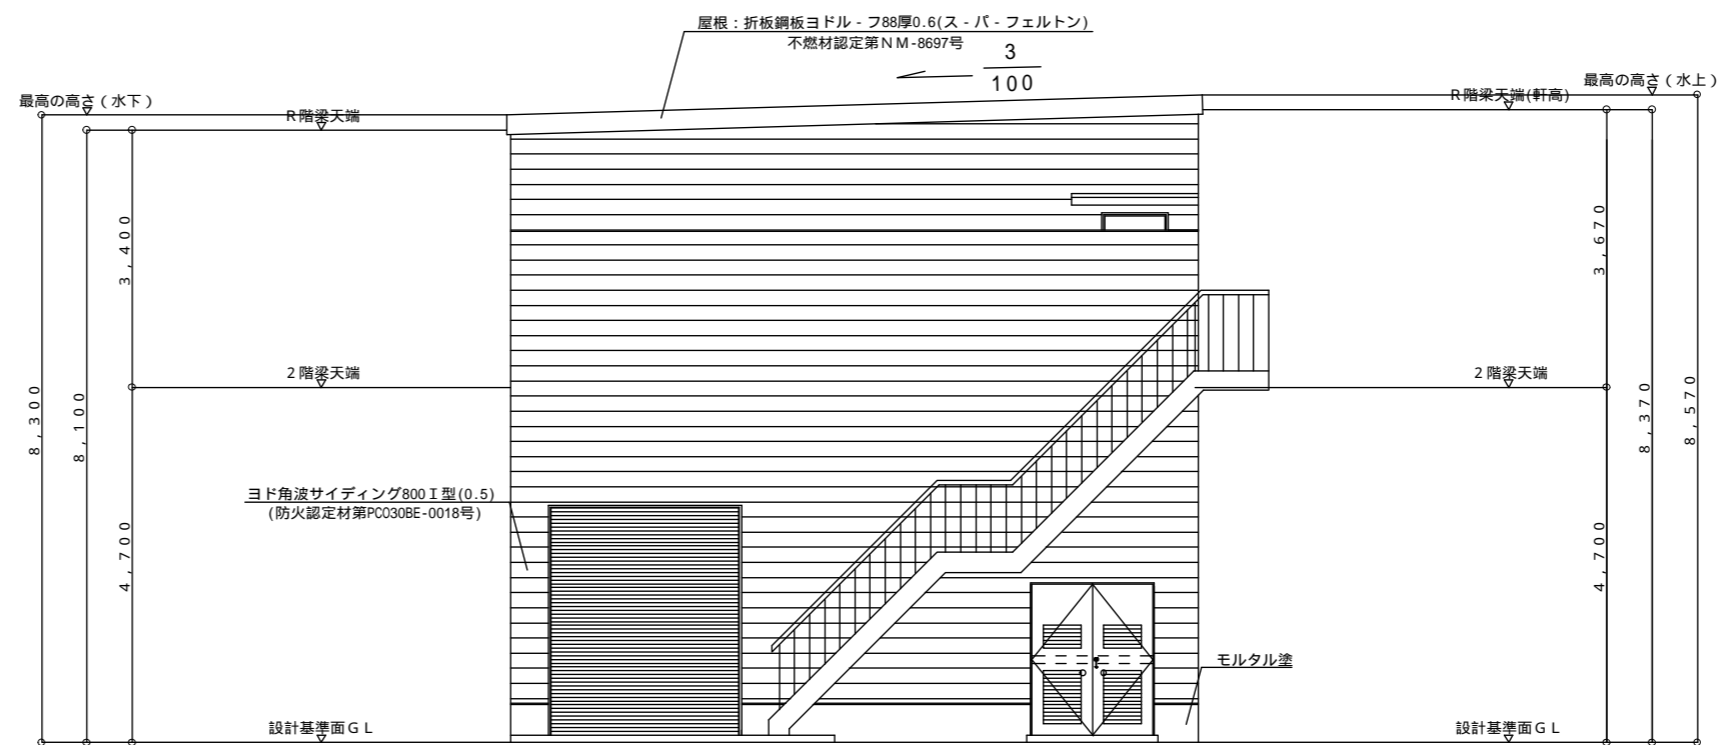 屋根：折板鋼板ヨドル‐フ88厚0.6(ス‐パ‐フェルトン)
不燃材認定第ＮＭ-8697号
3
100
最高の高さ（水下）
最高の高さ（水上）
Ｒ階梁天端
Ｒ階梁天端(軒高)
3,400
3,670
２階梁天端
２階梁天端
8,300
8,100
8,370
8,570
ヨド角波サイディング800Ｉ型(0.5)
(防火認定材第PC030BE-0018号)
4,700
4,700
モルタル塗
設計基準面ＧＬ
設計基準面ＧＬ